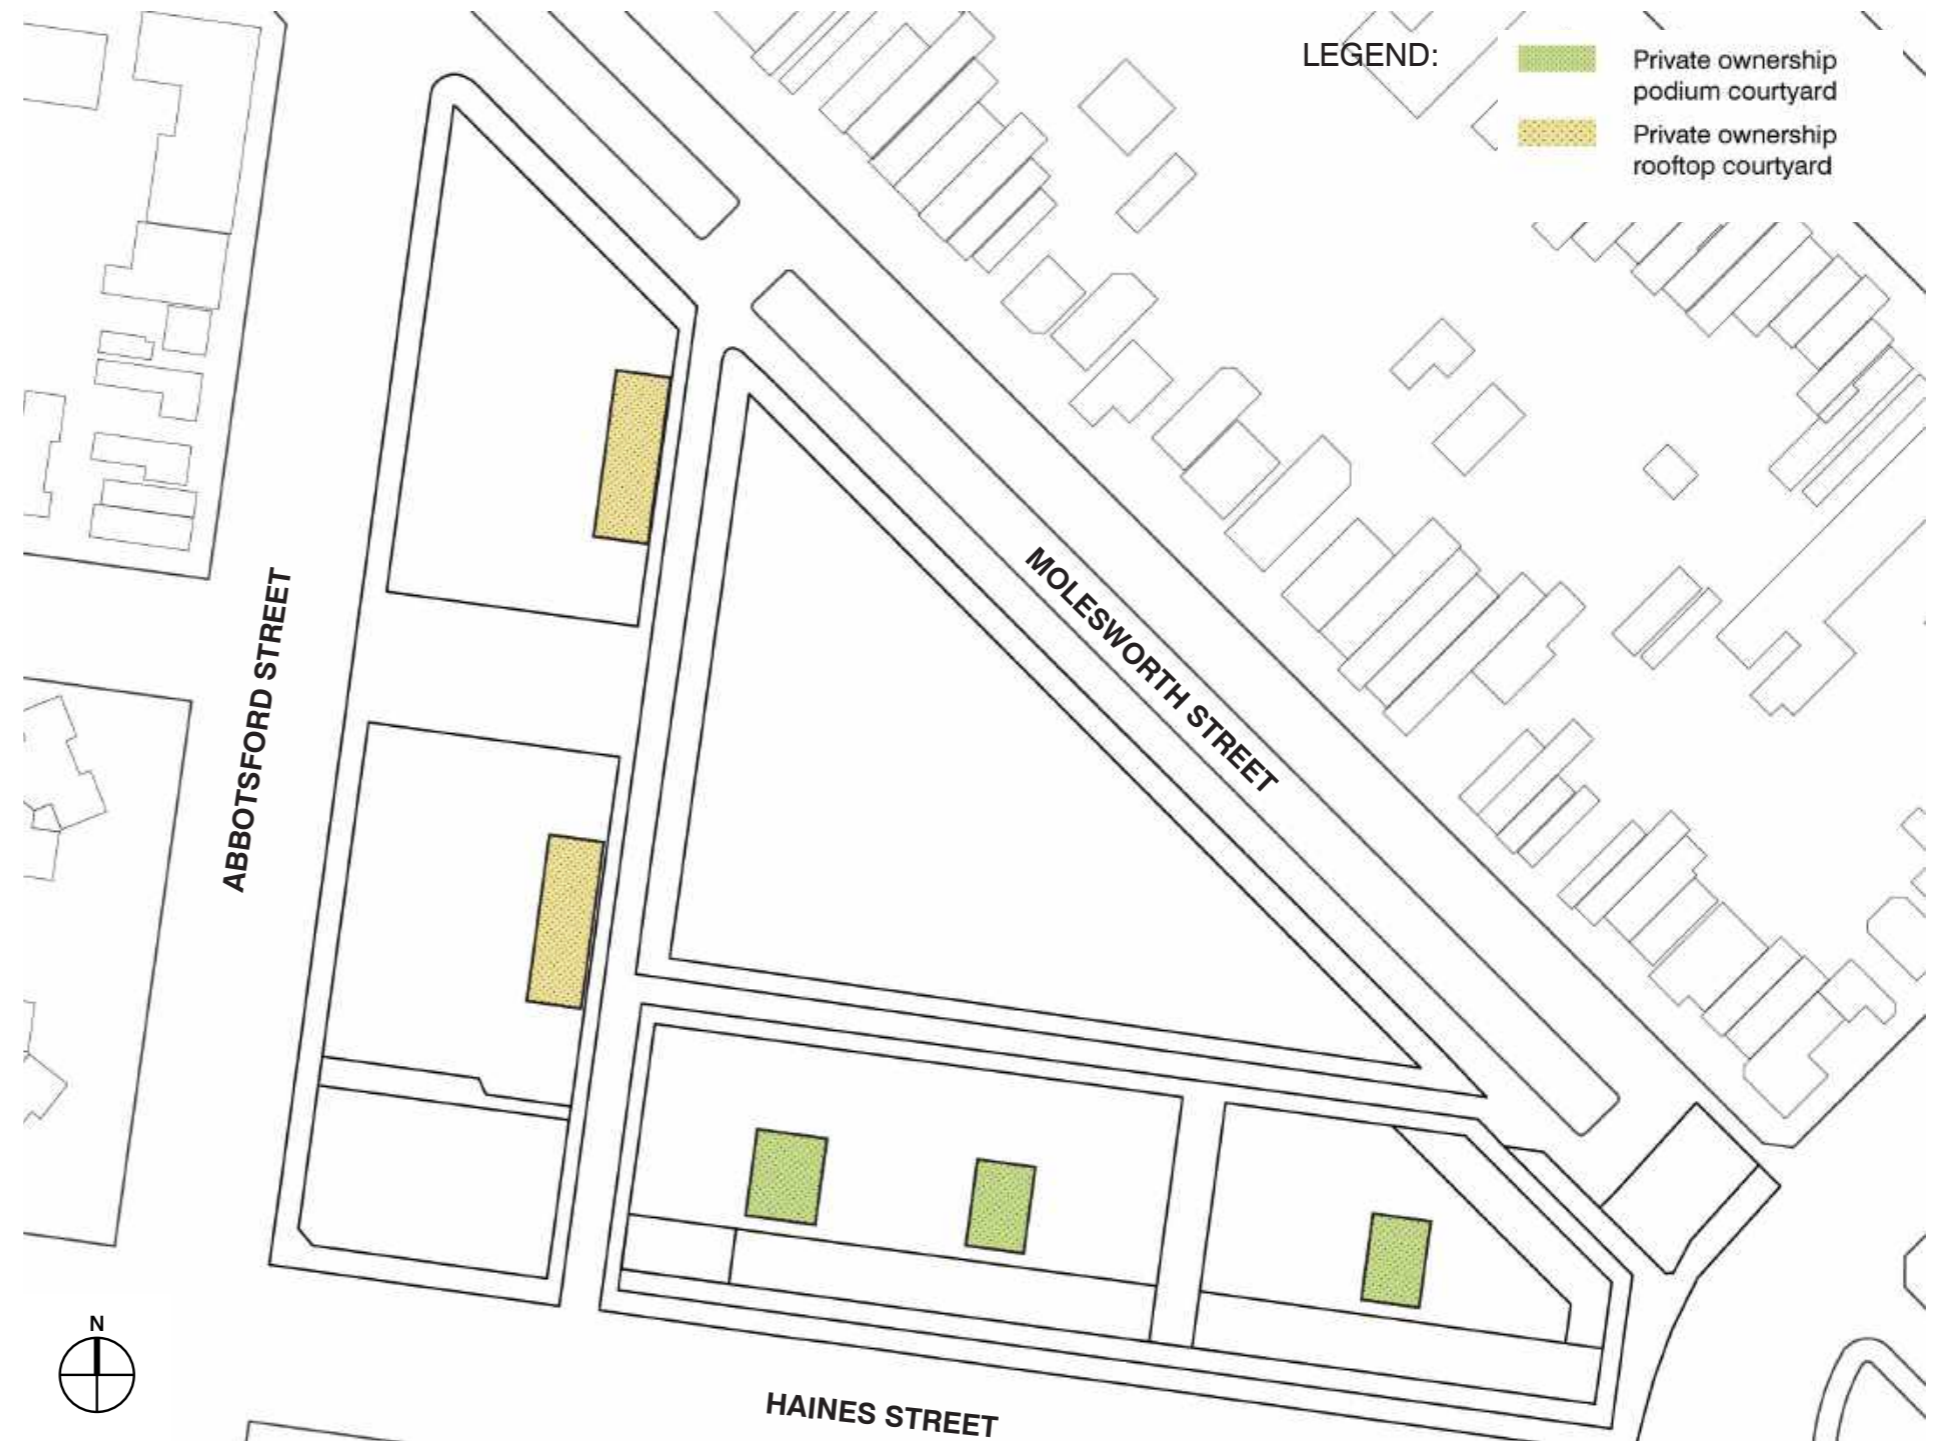 LEGEND:
Private ownership
podium courtyard
Private ownership
rooftop courtyard
MOLESWORTH STREET
ABBOTSFORD STREET
N
HAINES STREET